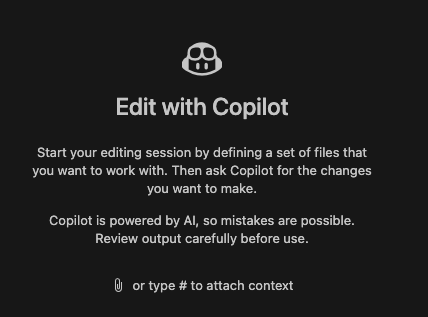 Edit with Copilot
Start your editing session by defining a set of files that
you want to work with. Then ask Copilot for the changes
you want to make.
Copilot is powered by AI, so mistakes are possible.
Review output carefully before use.
or type # to attach context